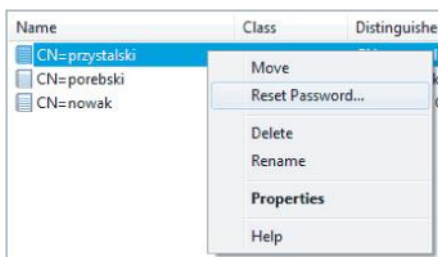 Name Class Distinguishe
CN=przystalski
CN=porebski
CN=nowak
Move
Reset Password...
Delete
Rename
Properties
Help